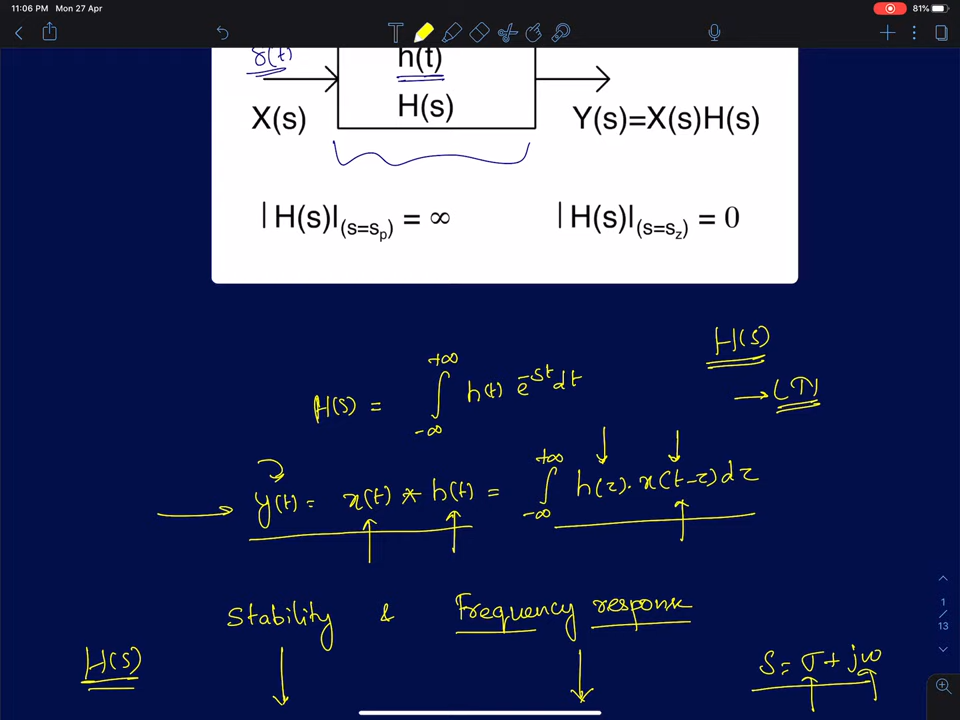 11:06 PM Mon 27 Apr
81%
δ(t)
h(t)
H(s)
X(s)
Y(s)=X(s)H(s)
|H(s)|(s=sp) = ∞
|H(s)|(s=sz) = 0
H(s)
H(s) = ∫ -∞ +∞ h(t) e^-st dt
→ (T)
y(t) = x(t) * h(t) = ∫ -∞ +∞ h(τ). x(t-τ) dτ
Stability & Frequency response
H(s)
S = σ + jω
1
/
13